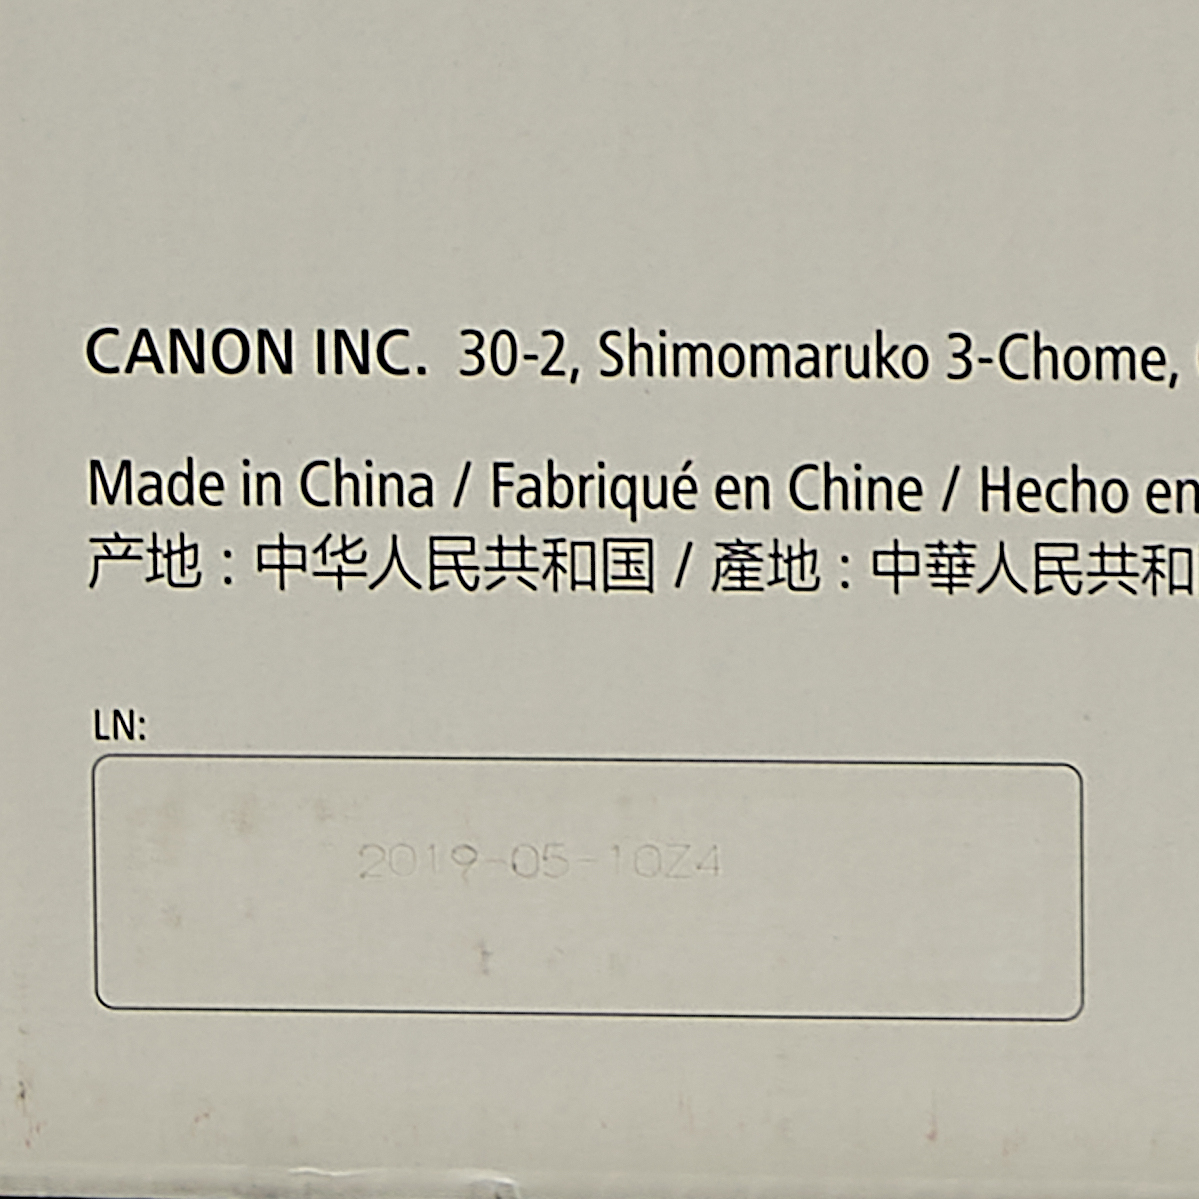 CANON INC. 30-2, Shimomaruko 3-Chome,
Made in China / Fabriqué en Chine / Hecho en
产地 : 中华人民共和国 / 產地 : 中華人民共和
LN:
2019-05-10Z4